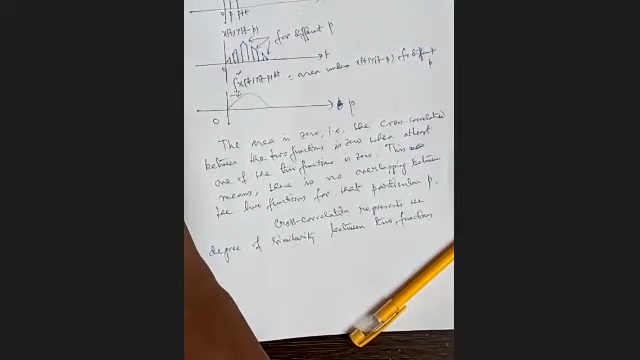 p pt
x(t)y(t-p)
for different p
t
0
∫x(t)y(t-p)dt = area under x(t)y(t-p) for different p
0
p
The area is zero, i.e. the cross-correlation
between the two functions is zero when atleast
one of the two functions is zero. This
means, there is no overlapping between
the two functions for that particular p.
Cross-correlation represents the
degree of similarity between two functions